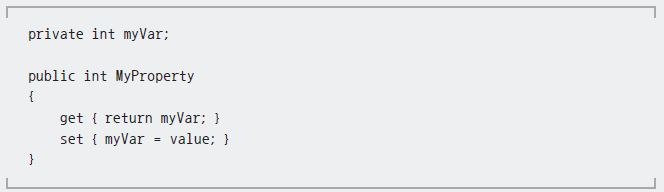 private int myVar;

public int MyProperty
{
    get { return myVar; }
    set { myVar = value; }
}